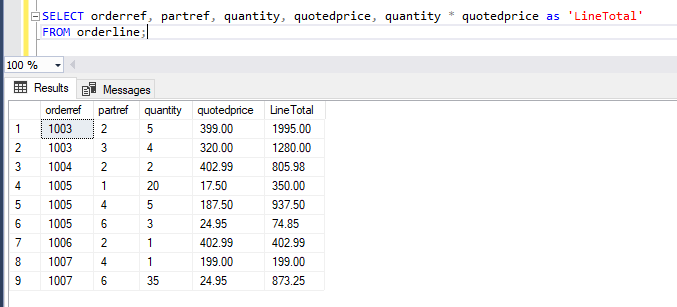 SELECT orderref, partref, quantity, quotedprice, quantity * quotedprice as 'LineTotal'
FROM orderline;
100 %
Results Messages
orderref partref quantity quotedprice LineTotal
1 1003 2 5 399.00 1995.00
2 1003 3 4 320.00 1280.00
3 1004 2 2 402.99 805.98
4 1005 1 20 17.50 350.00
5 1005 4 5 187.50 937.50
6 1005 6 3 24.95 74.85
7 1006 2 1 402.99 402.99
8 1007 4 1 199.00 199.00
9 1007 6 35 24.95 873.25